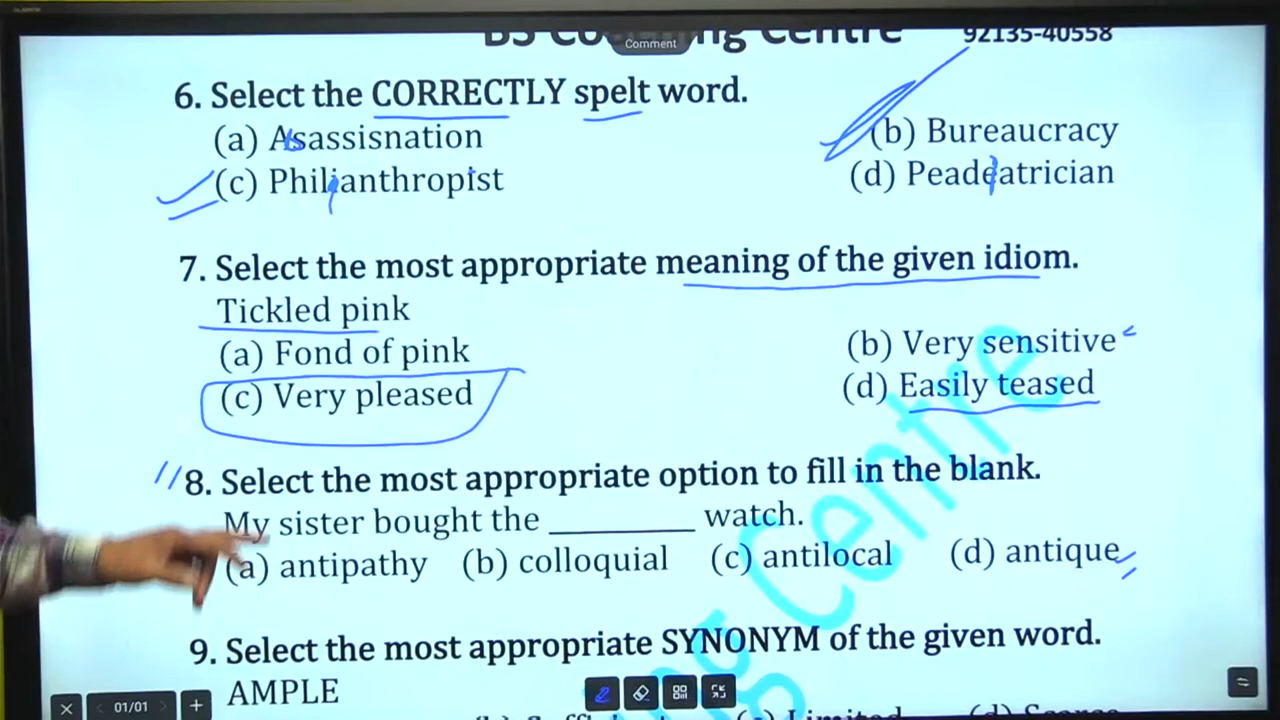 92135-40558
Comment
6. Select the CORRECTLY spelt word.
(a) Asassisnation (b) Bureaucracy
(c) Philianthropist (d) Peadeatrician
7. Select the most appropriate meaning of the given idiom.
Tickled pink
(a) Fond of pink (b) Very sensitive
(c) Very pleased (d) Easily teased
8. Select the most appropriate option to fill in the blank.
My sister bought the _________ watch.
(a) antipathy (b) colloquial (c) antilocal (d) antique
9. Select the most appropriate SYNONYM of the given word.
AMPLE
Limited
01/01
Centre